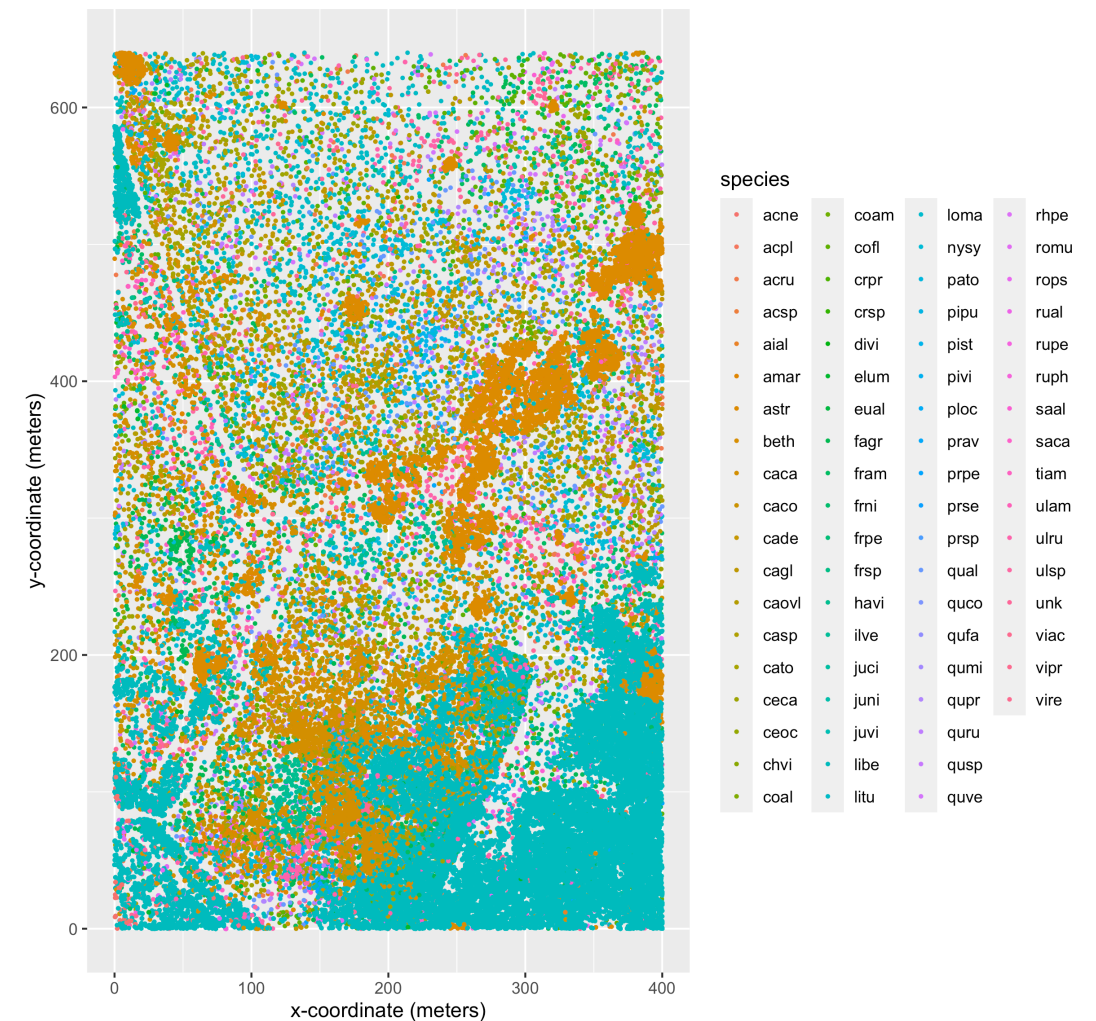 species
acne coam loma rhpe
acpl cofl nysy romu
acru crpr pato rops
acsp crsp pipu rual
aial divi pist rupe
amar elum pivi ruph
astr eual ploc saal
beth fagr prav saca
caca fram prpe tiam
caco frni prse ulam
cade frpe prsp ulru
cagl frsp qual ulsp
caovl havi quco unk
casp ilve qufa viac
cato juci qumi vipr
ceca juni qupr vire
ceoc juvi quru
chvi libe qusp
coal litu quve
y-coordinate (meters)
600
400
200
0
0 100 200 300 400
x-coordinate (meters)